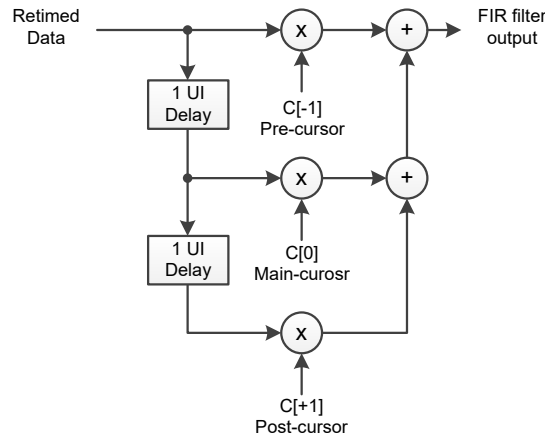 Retimed
Data
x
+
FIR filter
output
1 UI
Delay
C[-1]
Pre-cursor
x
+
1 UI
Delay
C[0]
Main-curosr
x
C[+1]
Post-cursor